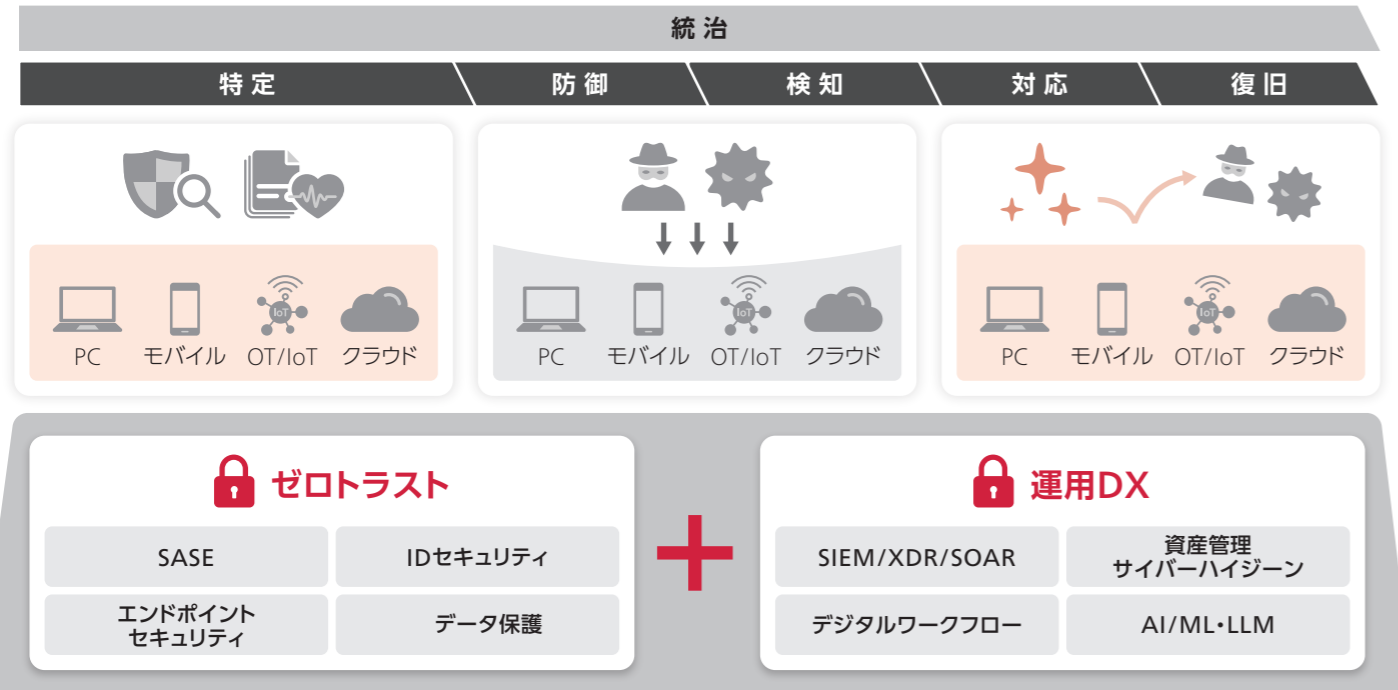 統治
特定
防御
検知
対応
復旧
IoT
PC
モバイル
OT/IoT
クラウド
IoT
PC
モバイル
OT/IoT
クラウド
IoT
PC
モバイル
OT/IoT
クラウド
ゼロトラスト
SASE
IDセキュリティ
エンドポイント
セキュリティ
データ保護
運用DX
SIEM/XDR/SOAR
資産管理
サイバーハイジーン
デジタルワークフロー
AI/ML・LLM